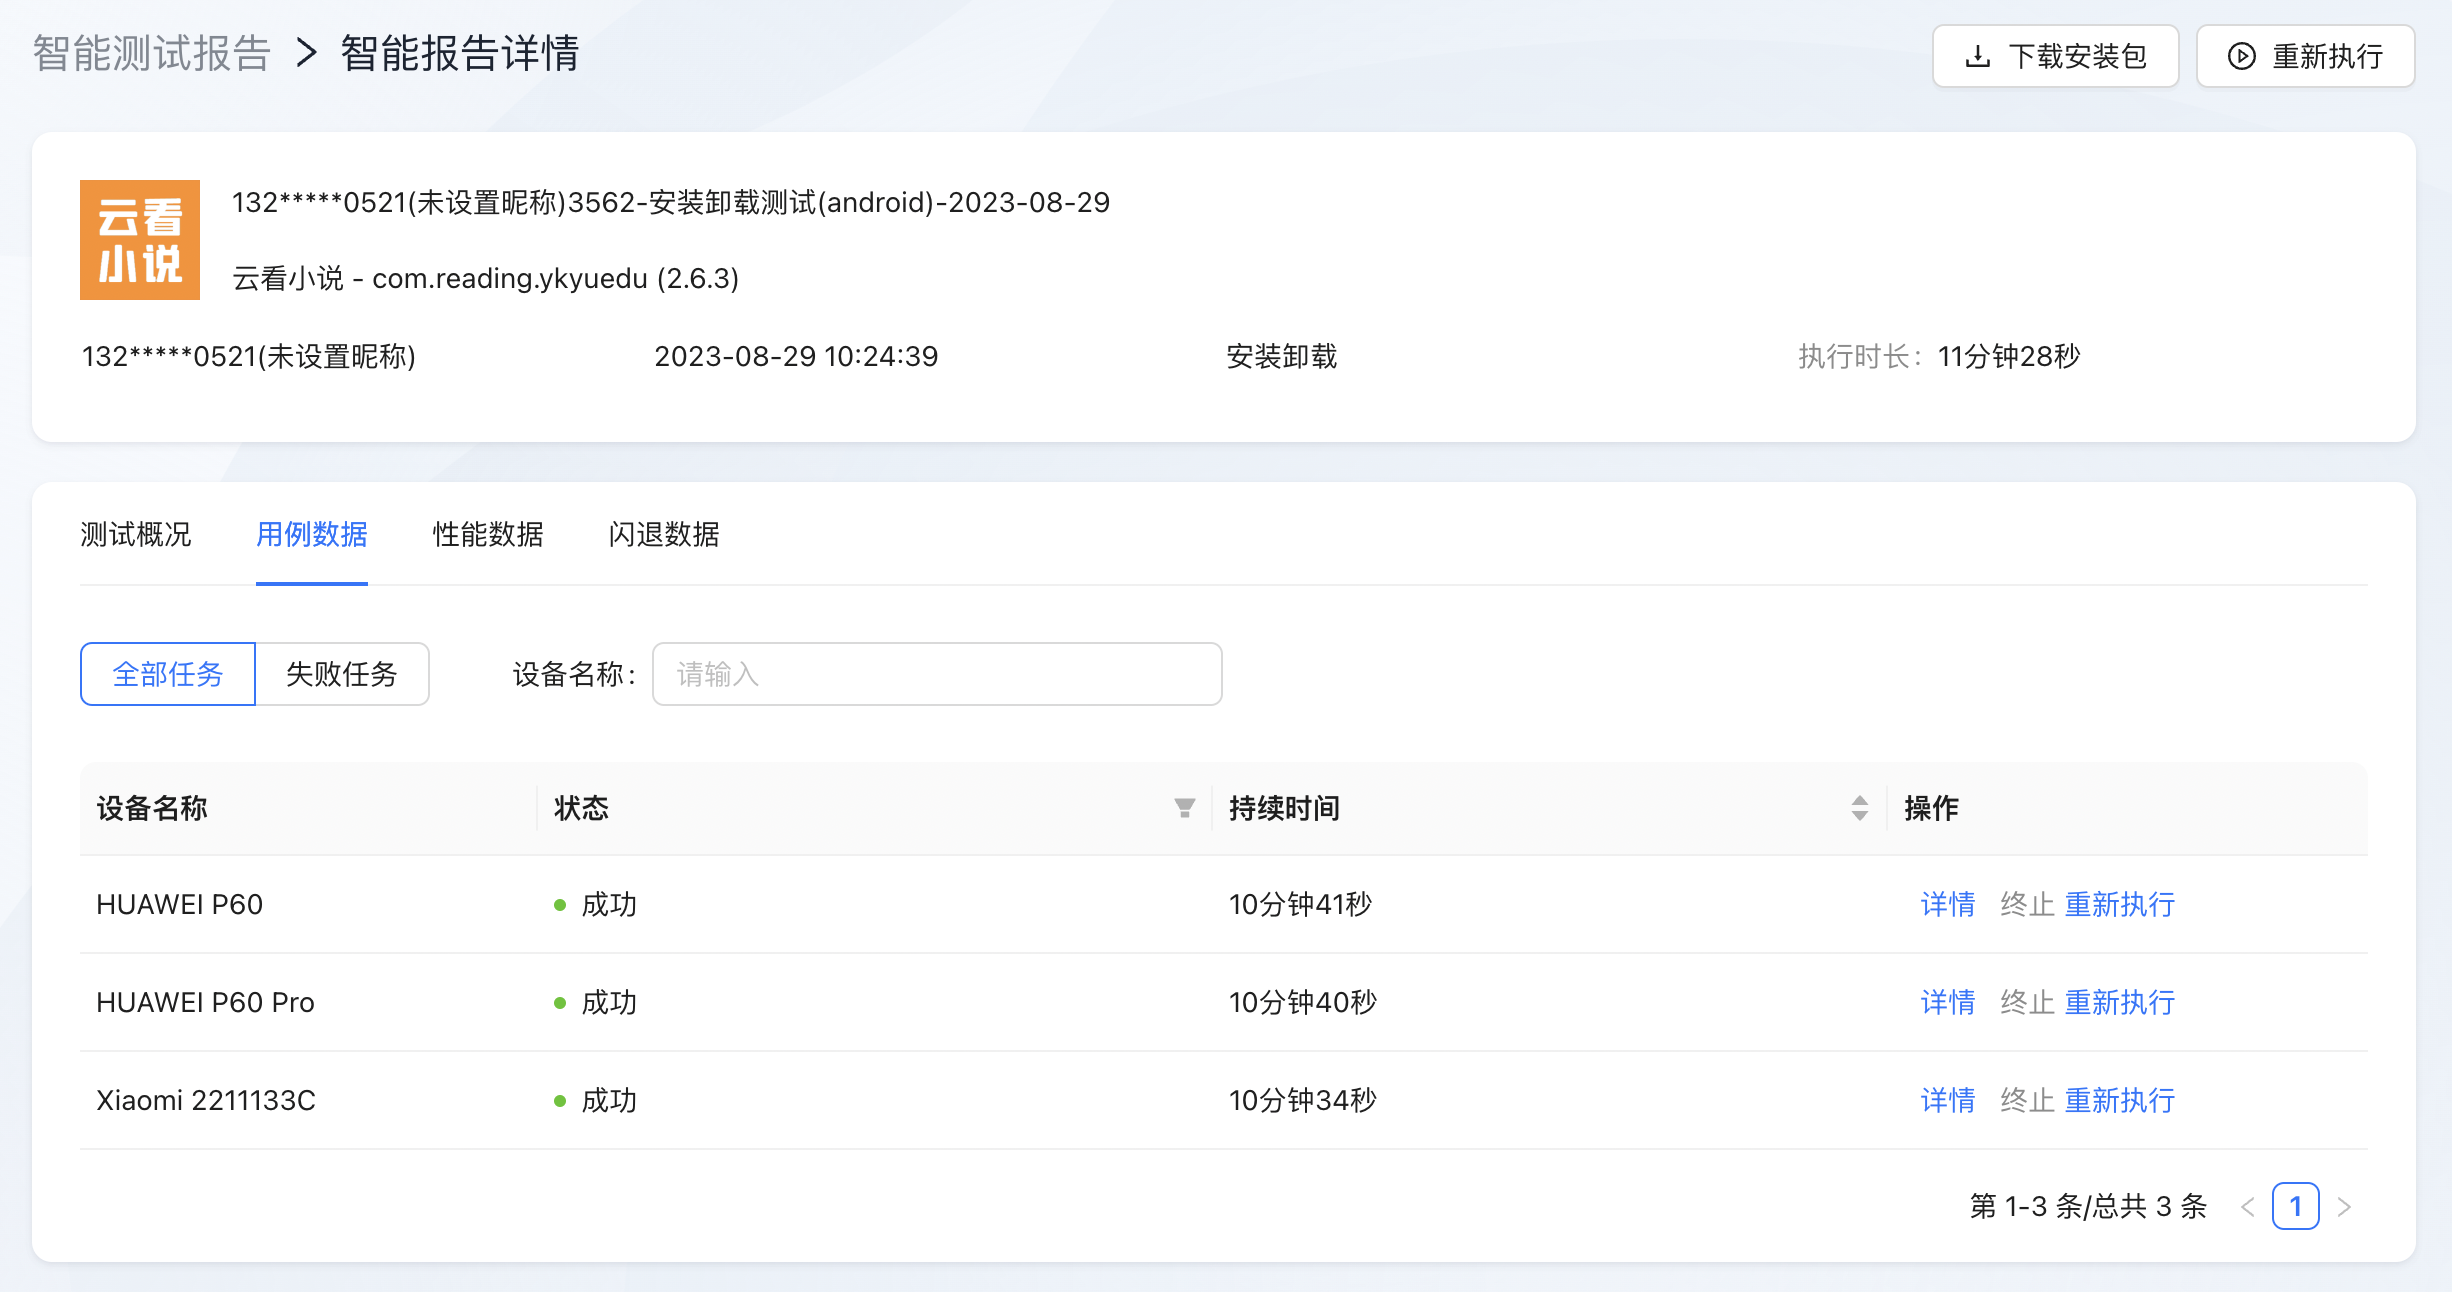 智能测试报告 > 智能报告详情
下载安装包
重新执行
云看
小说
132*****0521(未设置昵称)3562-安装卸载测试(android)-2023-08-29
云看小说 - com.reading.ykyuedu (2.6.3)
132*****0521(未设置昵称) 2023-08-29 10:24:39 安装卸载 执行时长: 11分钟28秒
测试概况 用例数据 性能数据 闪退数据
全部任务 失败任务 设备名称: 请输入
设备名称 状态 持续时间 操作
HUAWEI P60 成功 10分钟41秒 详情 终止 重新执行
HUAWEI P60 Pro 成功 10分钟40秒 详情 终止 重新执行
Xiaomi 2211133C 成功 10分钟34秒 详情 终止 重新执行
第 1-3 条/总共 3 条 < 1 >